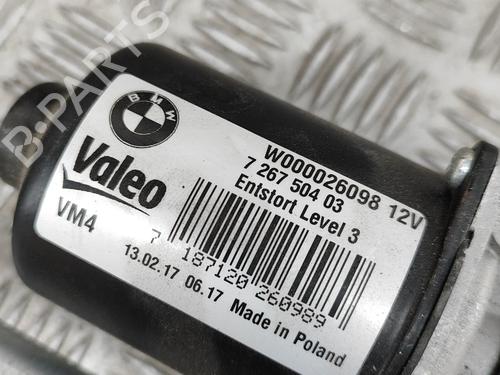 B-PARTS
BMW
Valeo
VM4
W000026098 12V
7 267 504 03
Entstort Level 3
7 187120 260989
13.02.17 06.17 Made in Poland